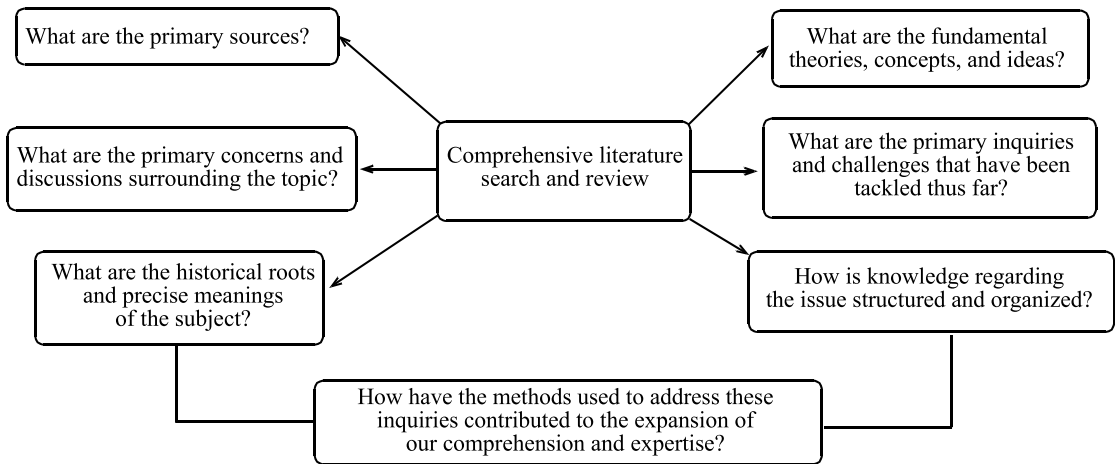 What are the primary sources?
What are the fundamental
theories, concepts, and ideas?
Comprehensive literature
search and review
What are the primary concerns and
discussions surrounding the topic?
What are the primary inquiries
and challenges that have been
tackled thus far?
What are the historical roots
and precise meanings
of the subject?
How is knowledge regarding
the issue structured and organized?
How have the methods used to address these
inquiries contributed to the expansion of
our comprehension and expertise?